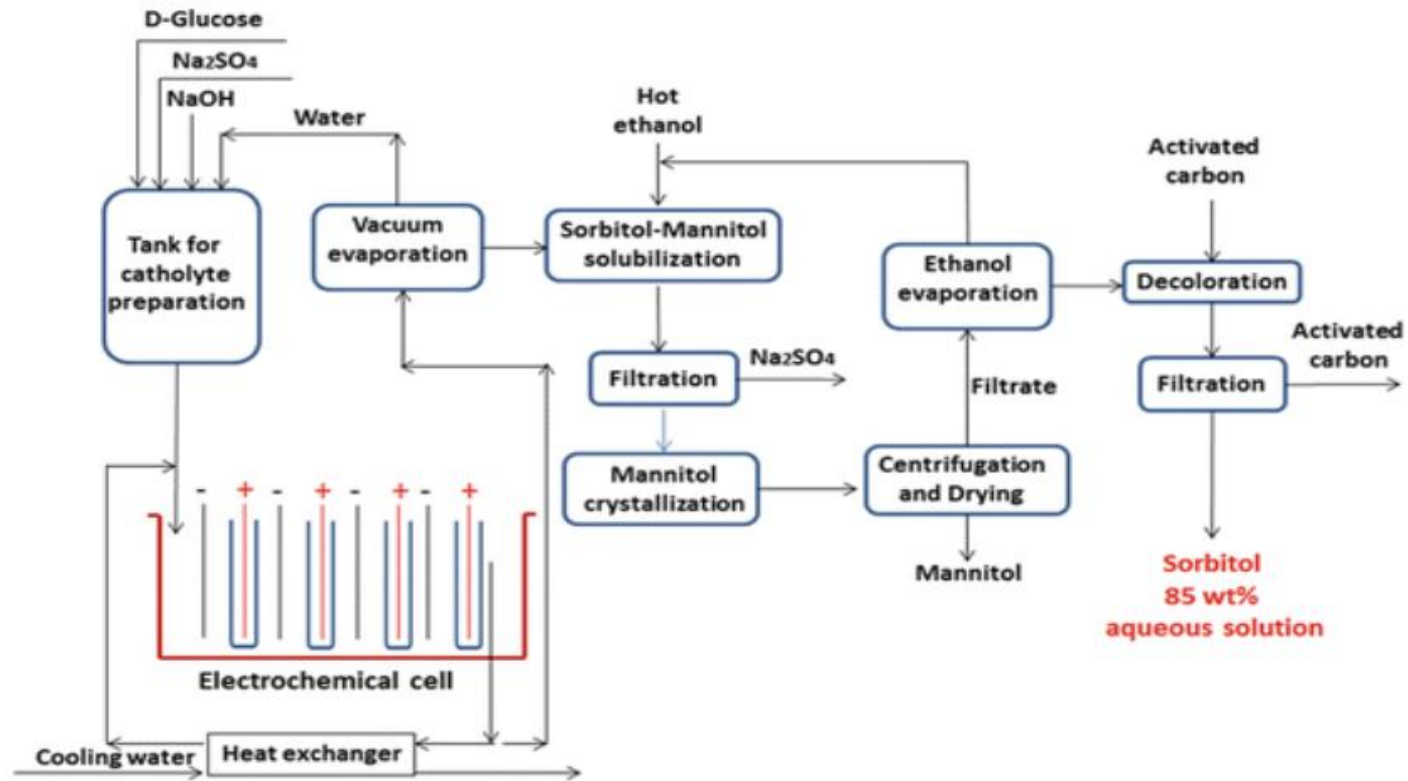 D-Glucose
Na2SO4
NaOH
Water
Hot
ethanol
Activated
carbon
Tank for
catholyte
preparation
Vacuum
evaporation
Sorbitol-Mannitol
solubilization
Ethanol
evaporation
Decoloration
Filtration
Na2SO4
Filtrate
Filtration
Activated
carbon
Mannitol
crystallization
Centrifugation
and Drying
Mannitol
Sorbitol
85 wt%
aqueous solution
- + - + - + - +
Electrochemical cell
Cooling water
Heat exchanger